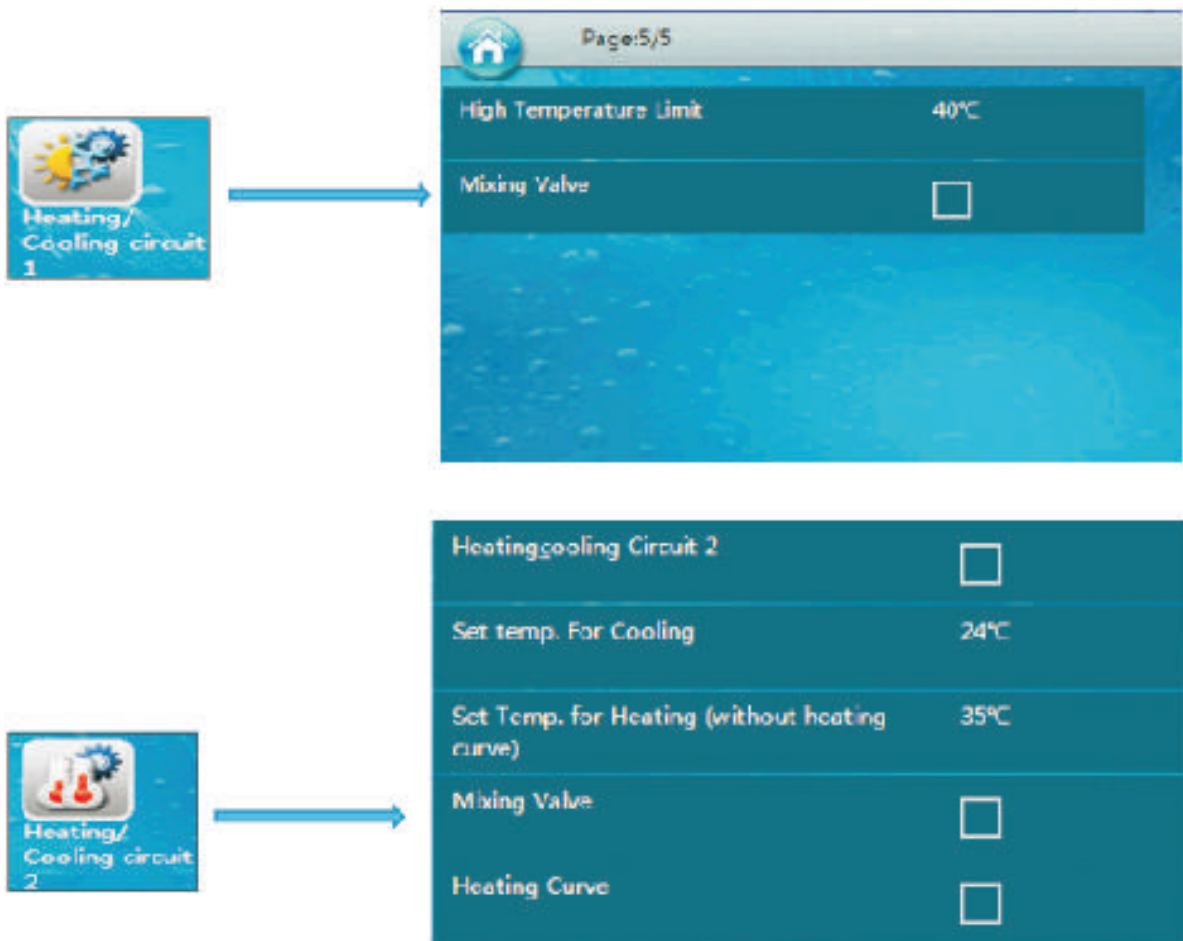 Page:5/5
High Temperature Limit 40℃
Mixing Valve
Heating/
Cooling circuit
1
Heatingcooling Circuit 2
Set temp. For Cooling 24℃
Set Temp. for Heating (without heating 35℃
curve)
Mixing Valve
Heating Curve
Heating/
Cooling circuit
2